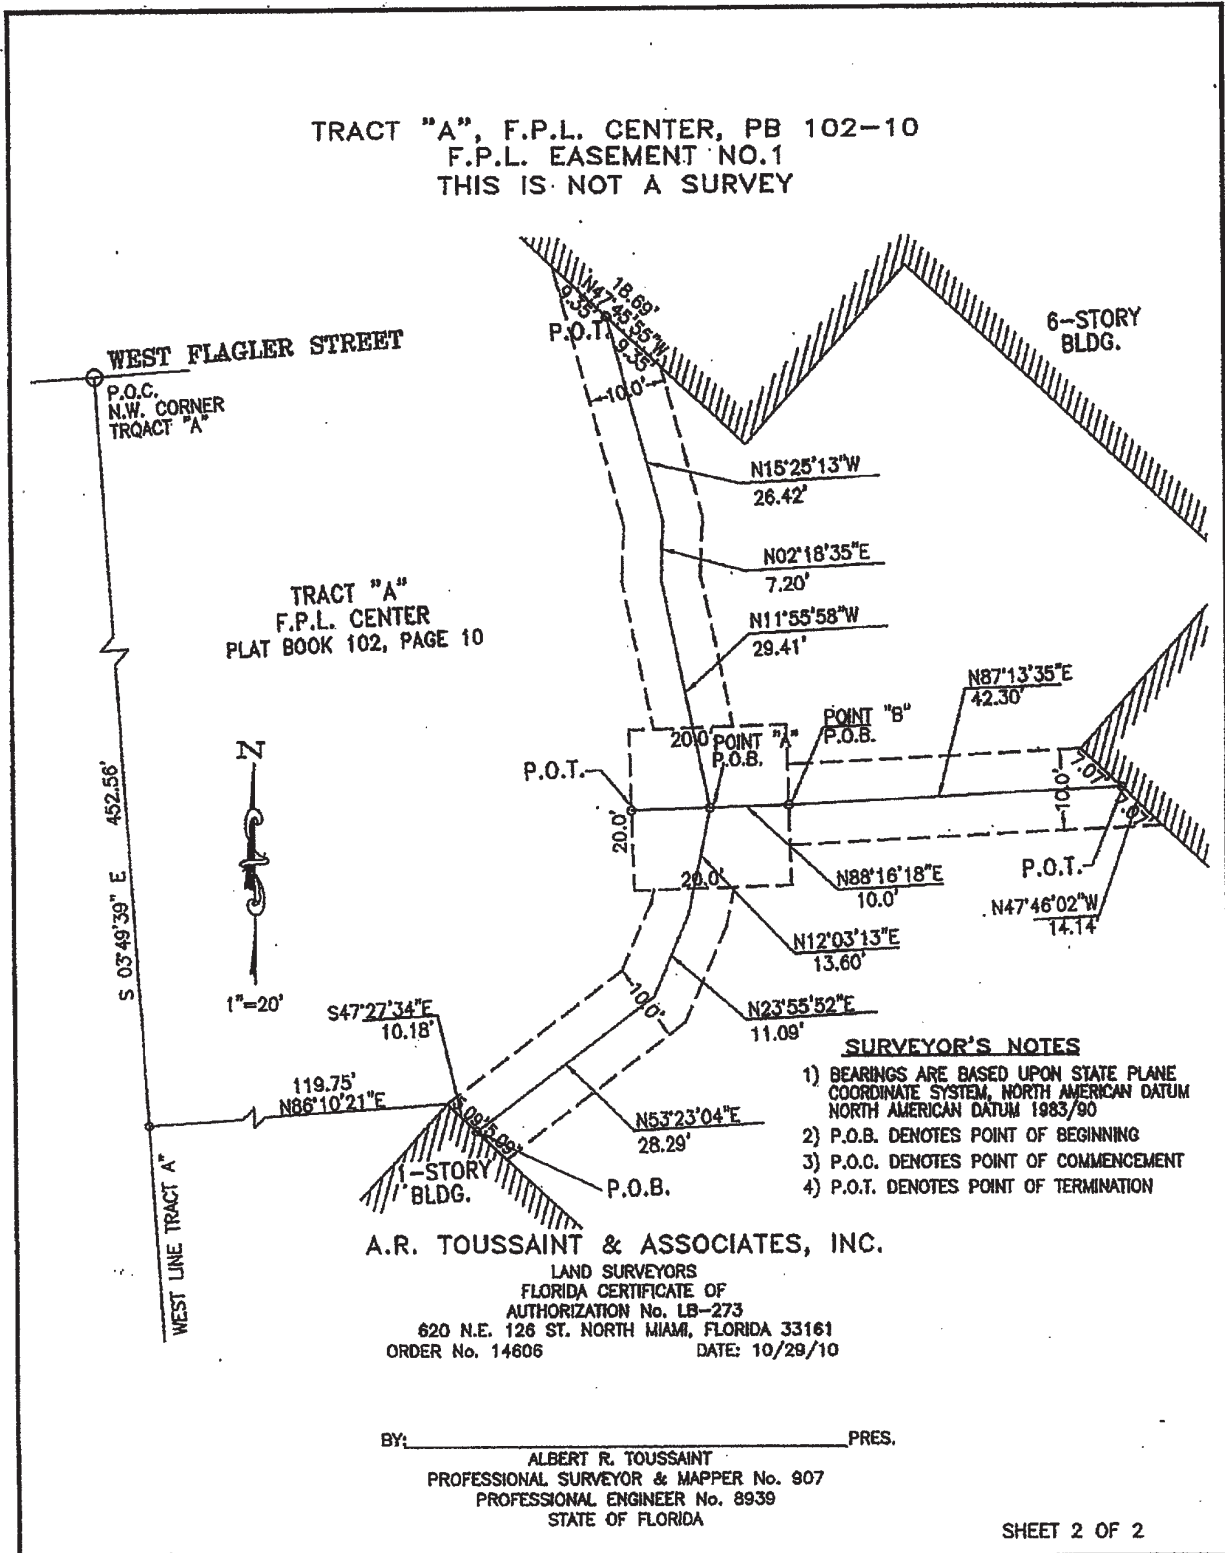 TRACT "A", F.P.L. CENTER, PB 102-10
F.P.L. EASEMENT NO.1
THIS IS NOT A SURVEY
WEST FLAGLER STREET
P.O.C.
N.W. CORNER
TRQACT "A"
18.69'
N47°45'55"W
9.35'
9.35'
P.O.T.
10.0'
6-STORY
BLDG.
N15°25'13"W
26.42'
N02°18'35"E
7.20'
N11°55'58"W
29.41'
TRACT "A"
F.P.L. CENTER
PLAT BOOK 102, PAGE 10
N87°13'35"E
42.30'
POINT "B"
P.O.B.
20.0'
POINT "A"
P.O.B.
P.O.T.
20.0'
20.0'
7.07'
10.0'
P.O.T.
N88°16'18"E
10.0'
N47°46'02"W
14.14'
N12°03'13"E
13.60'
N23°55'52"E
11.09'
10.0'
N
1"=20'
S 03°49'39" E 452.56'
S47°27'34"E
10.18'
119.75'
N86°10'21"E
5.09'
5.09'
N53°23'04"E
28.29'
1-STORY
BLDG.
P.O.B.
WEST LINE TRACT A"
SURVEYOR'S NOTES
1) BEARINGS ARE BASED UPON STATE PLANE
COORDINATE SYSTEM, NORTH AMERICAN DATUM
NORTH AMERICAN DATUM 1983/90
2) P.O.B. DENOTES POINT OF BEGINNING
3) P.O.C. DENOTES POINT OF COMMENCEMENT
4) P.O.T. DENOTES POINT OF TERMINATION
A.R. TOUSSAINT & ASSOCIATES, INC.
LAND SURVEYORS
FLORIDA CERTIFICATE OF
AUTHORIZATION No. LB-273
620 N.E. 126 ST. NORTH MIAMI, FLORIDA 33161
ORDER No. 14606 DATE: 10/29/10
BY: PRES.
ALBERT R. TOUSSAINT
PROFESSIONAL SURVEYOR & MAPPER No. 907
PROFESSIONAL ENGINEER No. 8939
STATE OF FLORIDA
SHEET 2 OF 2